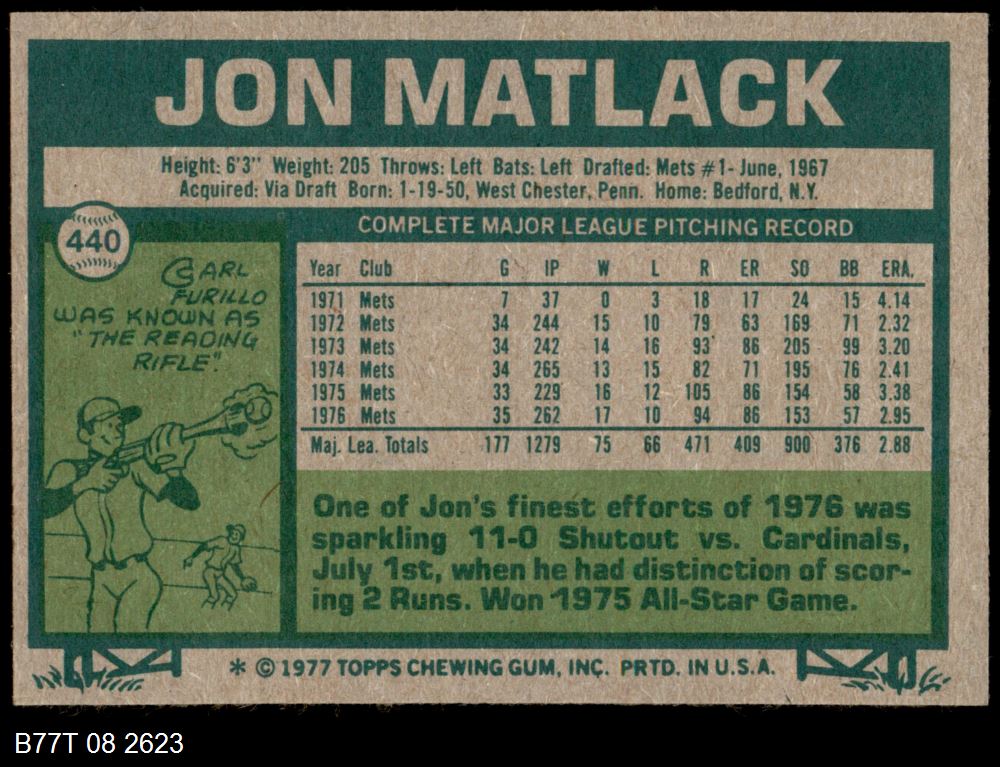 JON MATLACK
Height: 6'3" Weight: 205 Throws: Left Bats: Left Drafted: Mets #1-June, 1967
Acquired: Via Draft Born: 1-19-50, West Chester, Penn. Home: Bedford, N.Y.
440
CARL
FURILLO
WAS KNOWN AS
"THE READING
RIFLE."
COMPLETE MAJOR LEAGUE PITCHING RECORD
Year Club G IP W L R ER SO BB ERA.
1971 Mets 7 37 0 3 18 17 24 15 4.14
1972 Mets 34 244 15 10 79 63 169 71 2.32
1973 Mets 34 242 14 16 93 86 205 99 3.20
1974 Mets 34 265 13 15 82 71 195 76 2.41
1975 Mets 33 229 16 12 105 86 154 58 3.38
1976 Mets 35 262 17 10 94 86 153 57 2.95
Maj. Lea. Totals 177 1279 75 66 471 409 900 376 2.88
One of Jon's finest efforts of 1976 was
sparkling 11-0 Shutout vs. Cardinals,
July 1st, when he had distinction of scor-
ing 2 Runs. Won 1975 All-Star Game.
* © 1977 TOPPS CHEWING GUM, INC. PRTD. IN U.S.A.
B77T 08 2623